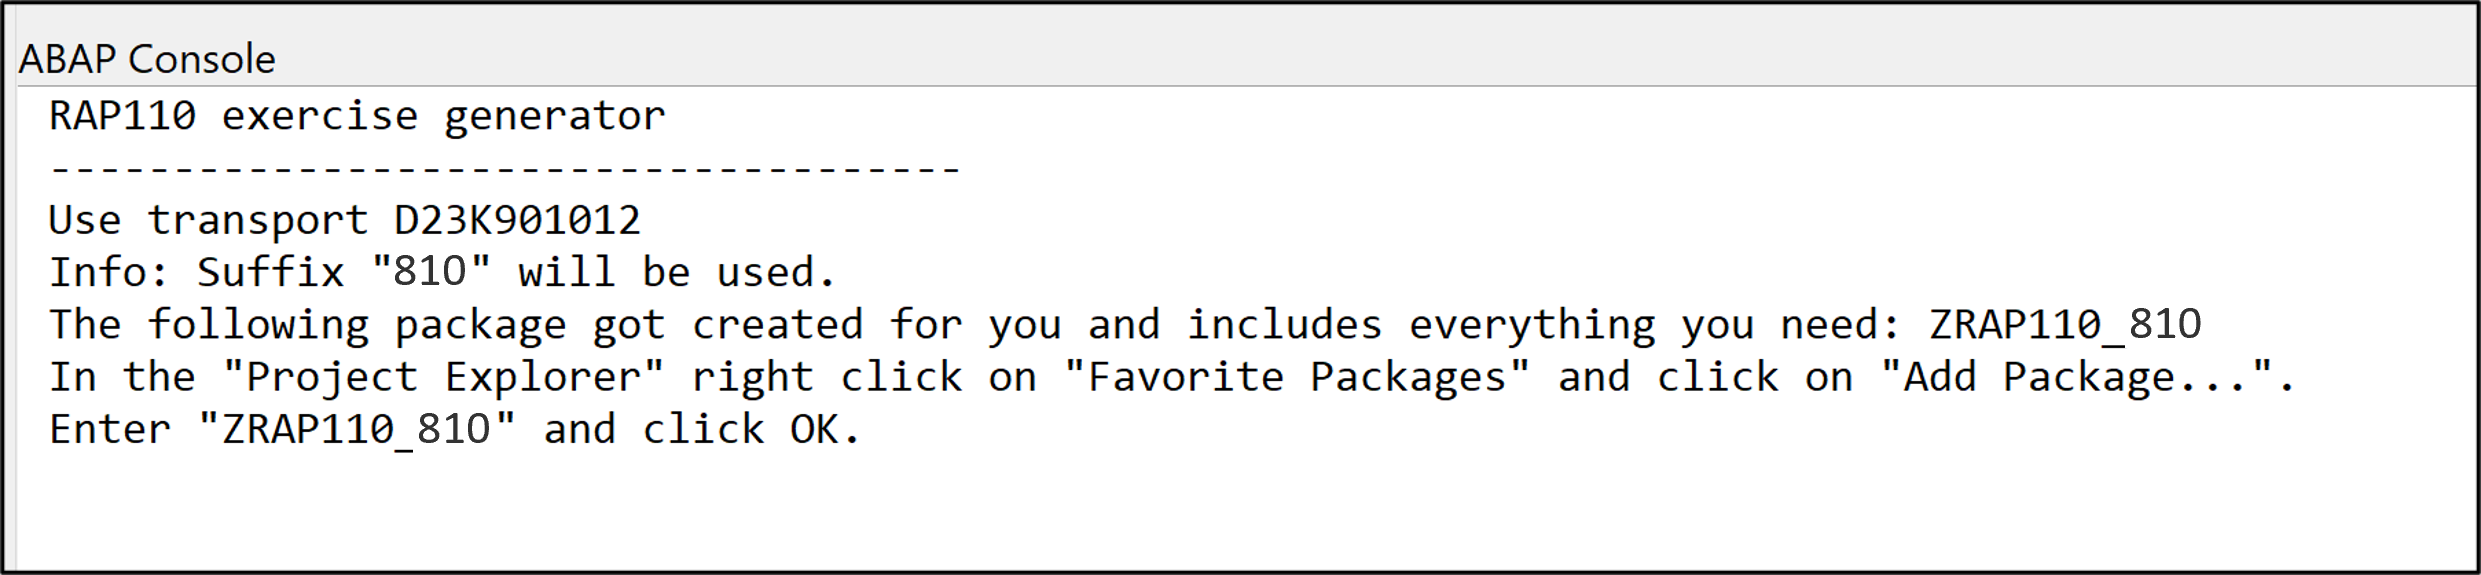 ABAP Console
RAP110 exercise generator
-------------------------------------
Use transport D23K901012
Info: Suffix "810" will be used.
The following package got created for you and includes everything you need: ZRAP110_810
In the "Project Explorer" right click on "Favorite Packages" and click on "Add Package...".
Enter "ZRAP110_810" and click OK.